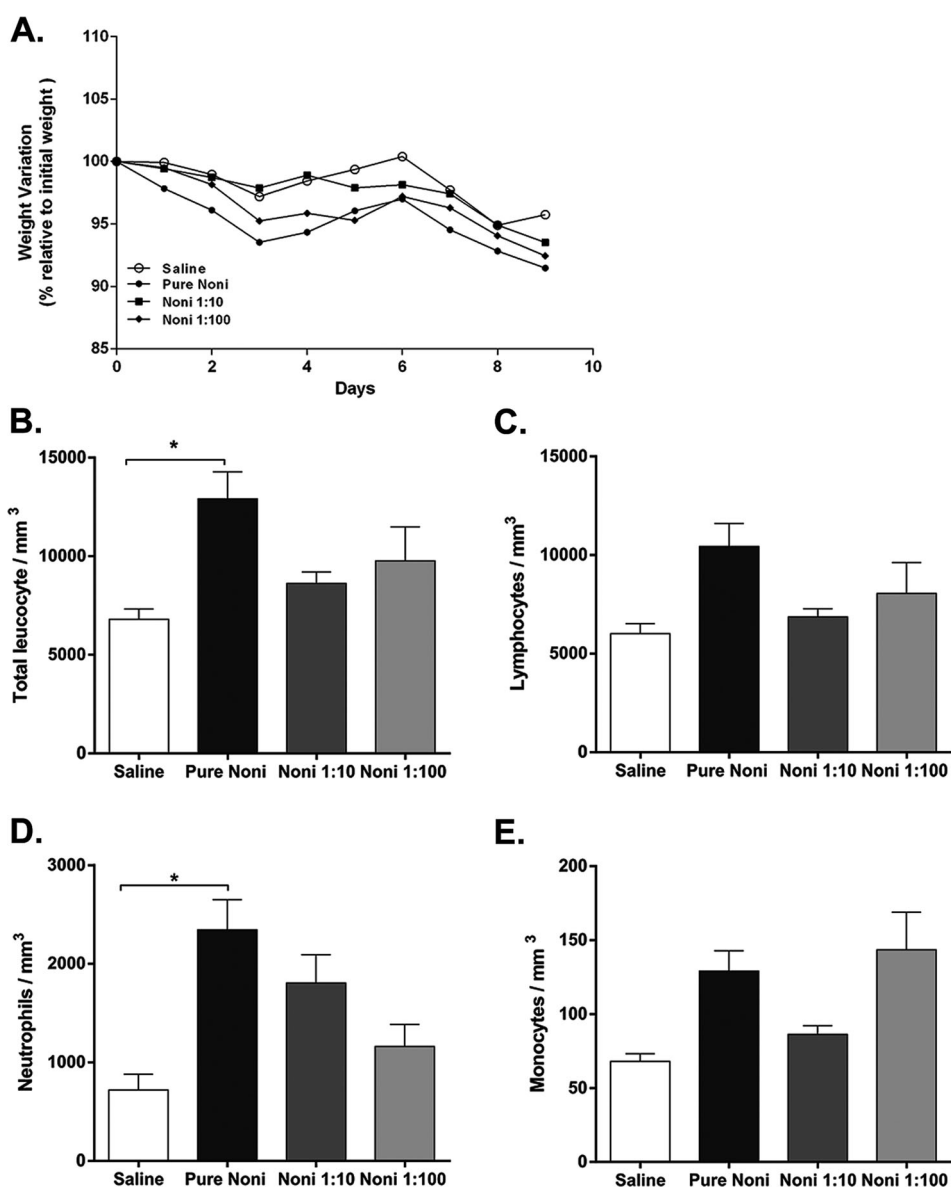 A.
Weight Variation
(% relative to initial weight )
110
105
100
95
90
85
Saline
Pure Noni
Noni 1:10
Noni 1:100
0 2 4 6 8 10
Days
B.
*
Total leucocyte / mm 3
15000
10000
5000
0
Saline Pure Noni Noni 1:10 Noni 1:100
C.
Lymphocytes / mm3
15000
10000
5000
0
Saline Pure Noni Noni 1:10 Noni 1:100
D.
*
Neutrophils / mm3
3000
2000
1000
0
Saline Pure Noni Noni 1:10 Noni 1:100
E.
Monocytes / mm 3
200
150
100
50
0
Saline Pure Noni Noni 1:10 Noni 1:100